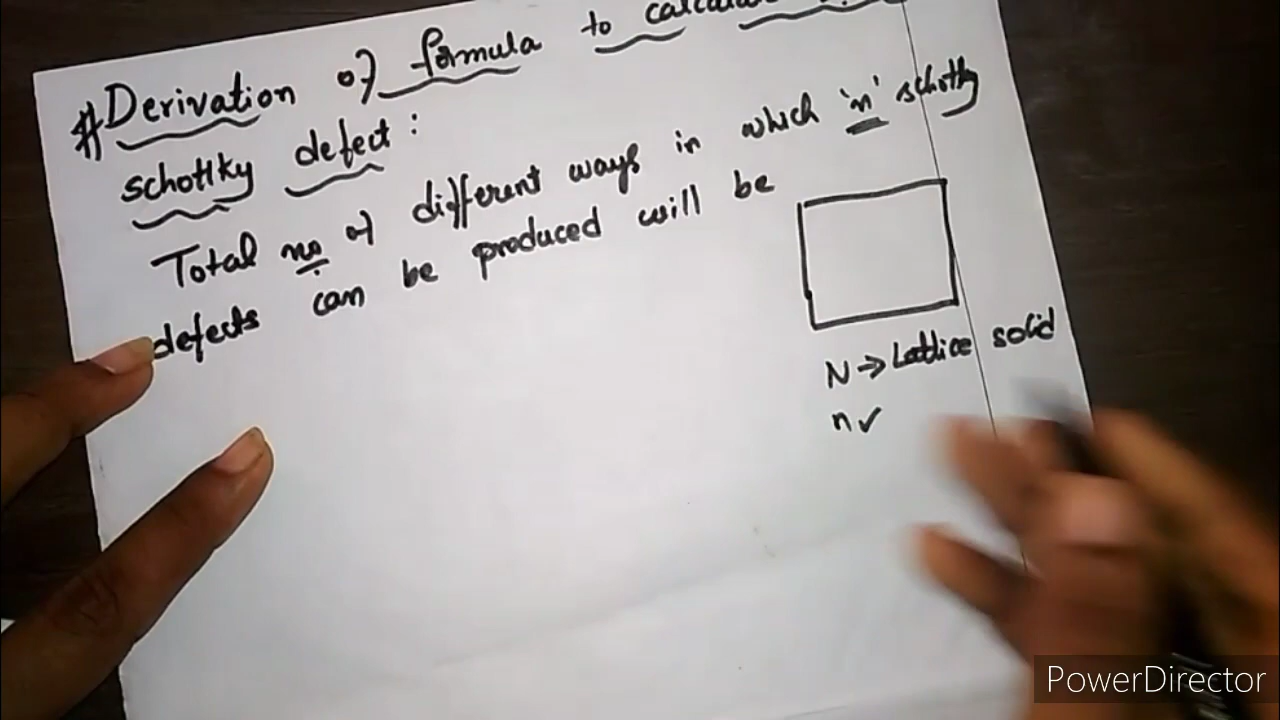 # Derivation of formula to
schottky defect :
Total no of different ways in which 'n' schottky
defects can be produced will be
N → Lattice solid
n ✓
PowerDirector